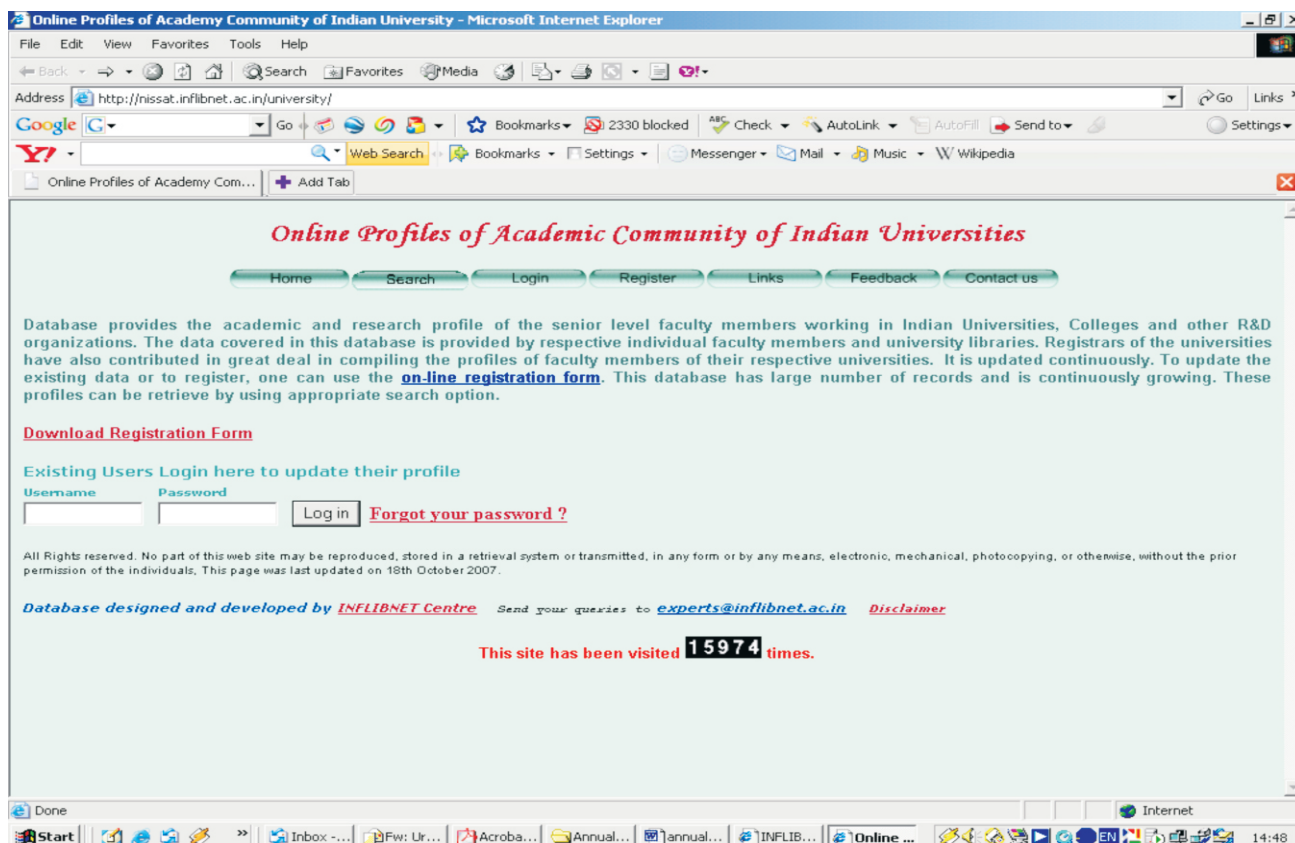 Online Profiles of Academy Community of Indian University - Microsoft Internet Explorer
File Edit View Favorites Tools Help
Back Search Favorites Media
Address http://nissat.inflibnet.ac.in/university/ Go Links
Google G Go Bookmarks 2330 blocked ABC Check AutoLink AutoFill Send to Settings
Y! Web Search Bookmarks Settings Messenger Mail Music W Wikipedia
Online Profiles of Academy Com... Add Tab
Online Profiles of Academic Community of Indian Universities
Home Search Login Register Links Feedback Contact us
Database provides the academic and research profile of the senior level faculty members working in Indian Universities, Colleges and other R&D
organizations. The data covered in this database is provided by respective individual faculty members and university libraries. Registrars of the universities
have also contributed in great deal in compiling the profiles of faculty members of their respective universities. It is updated continuously. To update the
existing data or to register, one can use the on-line registration form. This database has large number of records and is continuously growing. These
profiles can be retrieve by using appropriate search option.
Download Registration Form
Existing Users Login here to update their profile
Username Password
Log in Forgot your password ?
All Rights reserved. No part of this web site may be reproduced, stored in a retrieval system or transmitted, in any form or by any means, electronic, mechanical, photocopying, or otherwise, without the prior
permission of the individuals, This page was last updated on 18th October 2007.
Database designed and developed by INFLIBNET Centre Send your queries to experts@inflibnet.ac.in Disclaimer
This site has been visited 15974 times.
Done Internet
Start Inbox -... Fw: Ur... Acroba... Annual... annual... INFLIB... Online ... EN 14:48